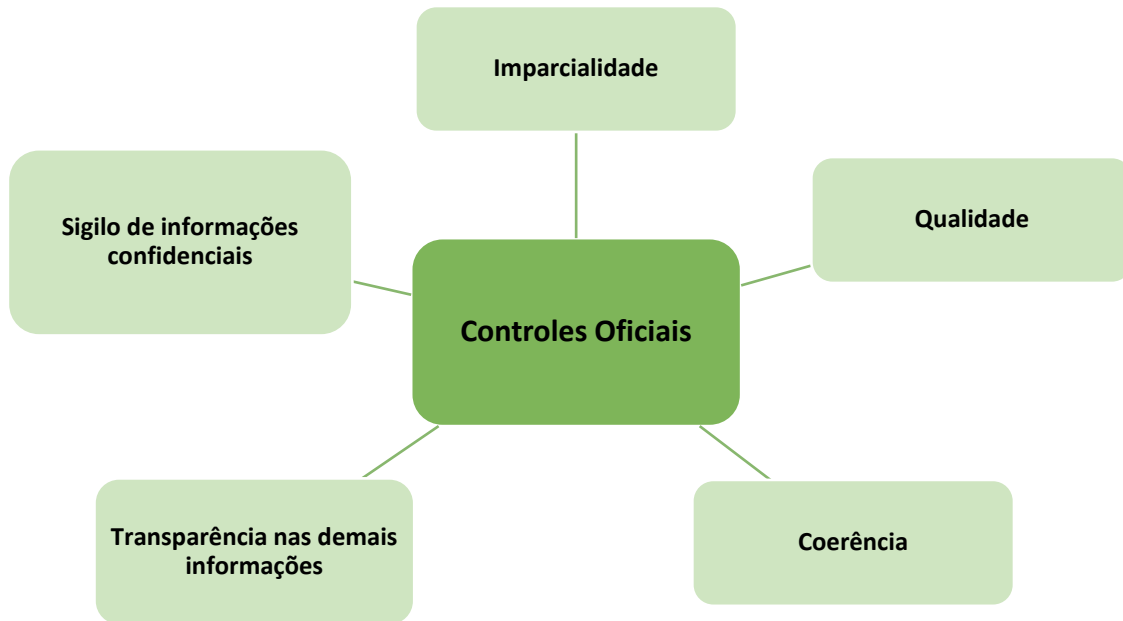 Imparcialidade
Sigilo de informações
confidenciais
Qualidade
Controles Oficiais
Transparência nas demais
informações
Coerência